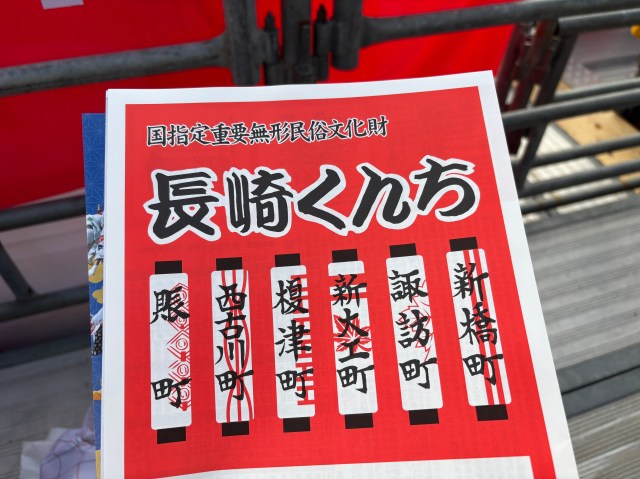 国指定重要無形民俗文化財
長崎くんち
新橋町
諏訪町
新大工町
榎津町
西古川町
賑町